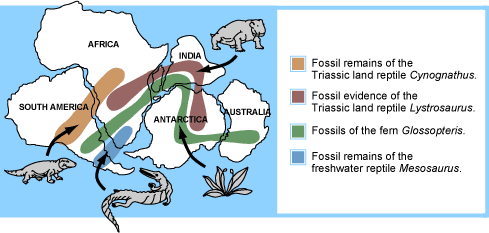 AFRICA
INDIA
SOUTH AMERICA
ANTARCTICA
AUSTRALIA
Fossil remains of the
Triassic land reptile Cynognathus.
Fossil evidence of the
Triassic land reptile Lystrosaurus.
Fossils of the fern Glossopteris.
Fossil remains of the
freshwater reptile Mesosaurus.